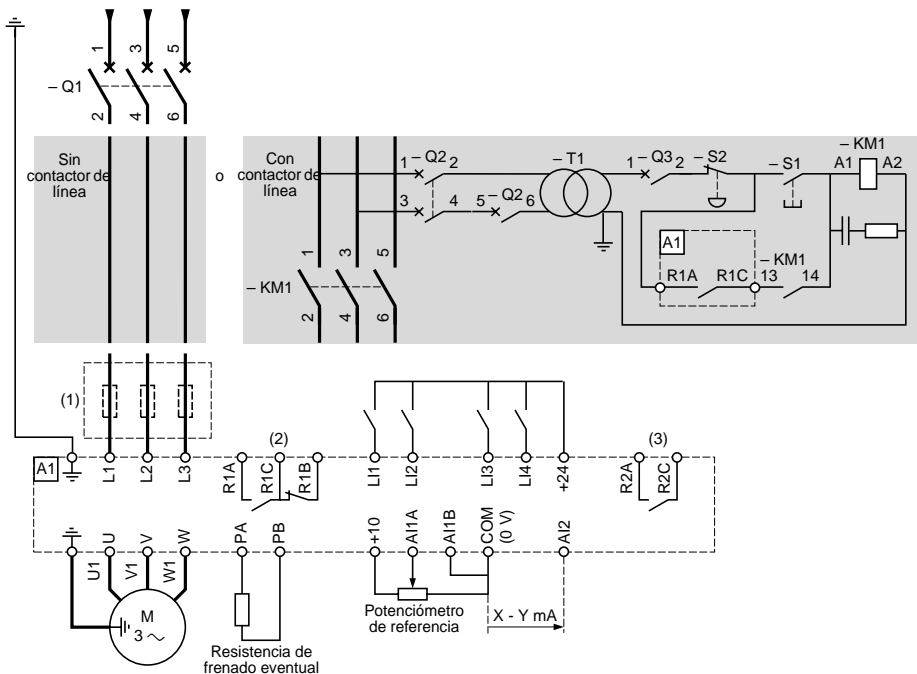 1 3 5
– Q1
2 4 6
Sin
contactor de
línea
o
Con
contactor de
línea
1 – Q2 2
3 4 5 – Q2 6
– T1
1 – Q3 2
– S2
– S1
– KM1
A1 A2
A1
R1A R1C
– KM1
13 14
1 3 5
– KM1
2 4 6
(1)
(2)
(3)
A1
L1 L2 L3
R1A R1C R1B
LI1 LI2 LI3 LI4 +24
R2A R2C
U V W
PA PB
+10 AI1A AI1B COM
(0 V)
AI2
U1 V1 W1
M
3
Resistencia de
frenado eventual
Potenciómetro
de referencia
X - Y mA